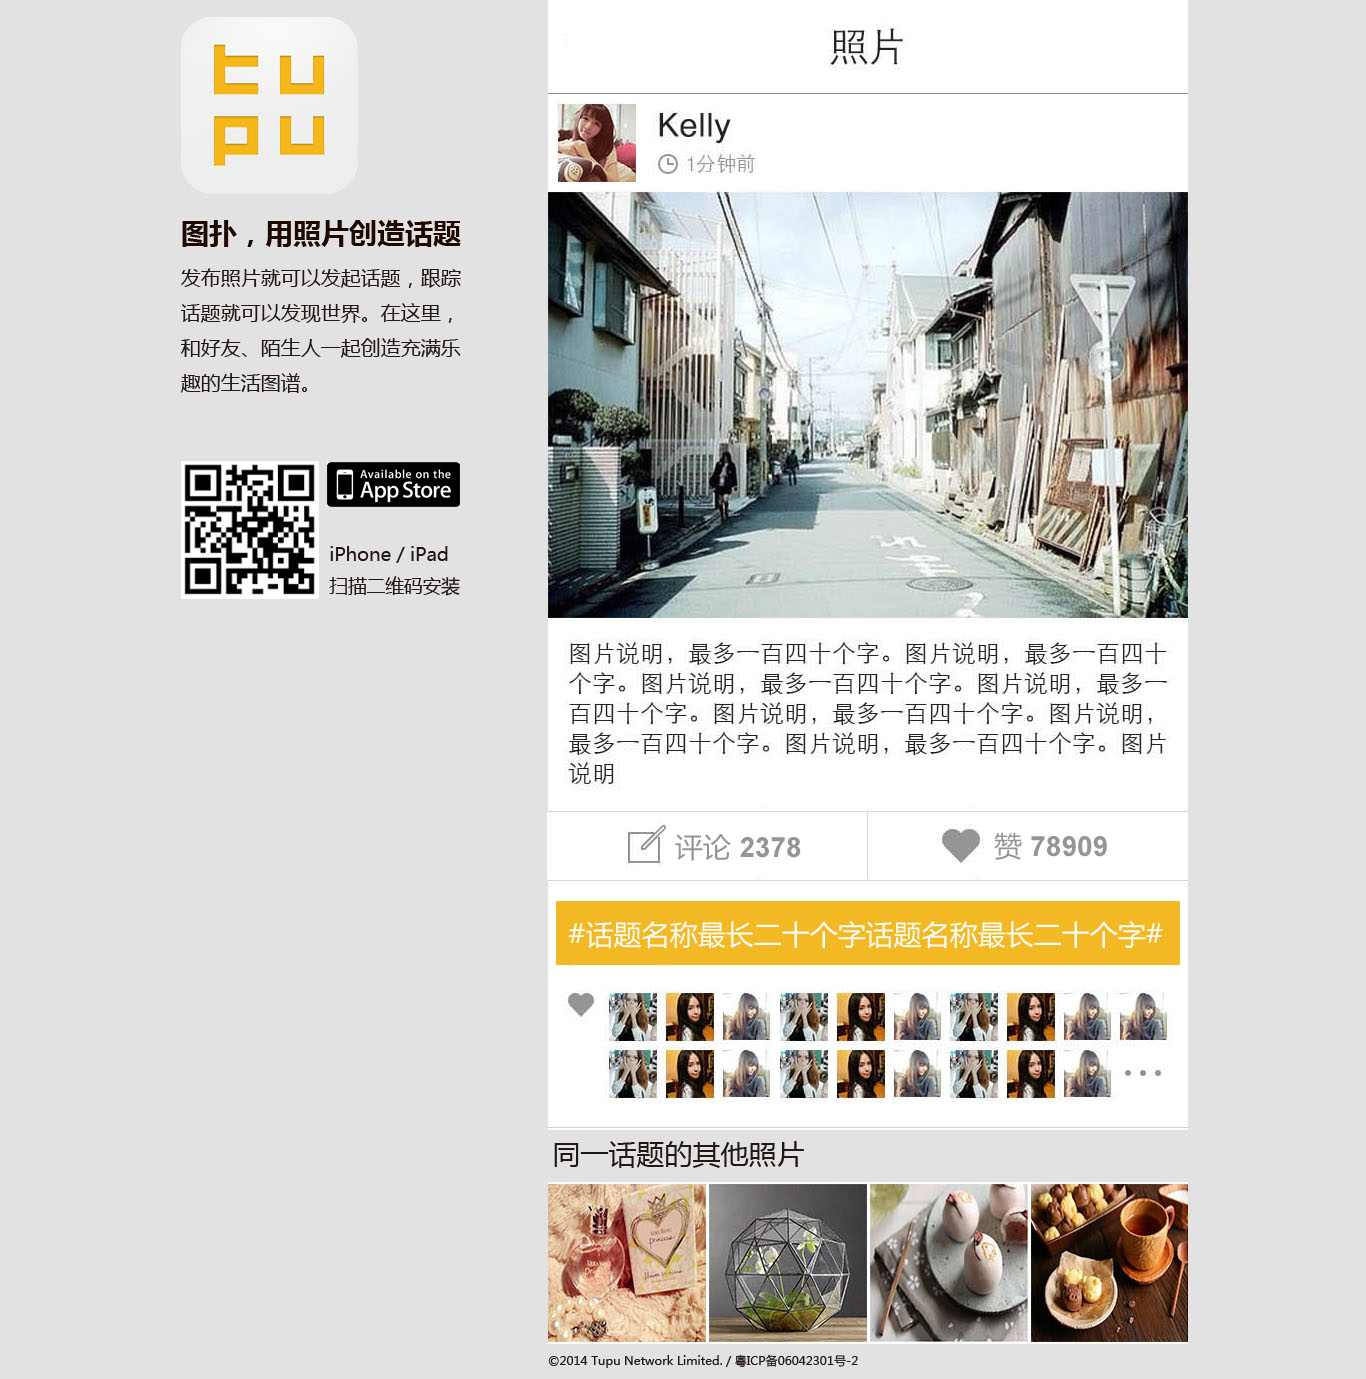 tu
pu
图扑，用照片创造话题
发布照片就可以发起话题，跟踪
话题就可以发现世界。在这里，
和好友、陌生人一起创造充满乐
趣的生活图谱。
Available on the
App Store
iPhone / iPad
扫描二维码安装
照片
Kelly
1分钟前
图片说明，最多一百四十个字。图片说明，最多一百四十
个字。图片说明，最多一百四十个字。图片说明，最多一
百四十个字。图片说明，最多一百四十个字。图片说明，
最多一百四十个字。图片说明，最多一百四十个字。图片
说明
评论 2378
赞 78909
#话题名称最长二十个字话题名称最长二十个字#
同一话题的其他照片
princess
©2014 Tupu Network Limited. / 粤ICP备06042301号-2